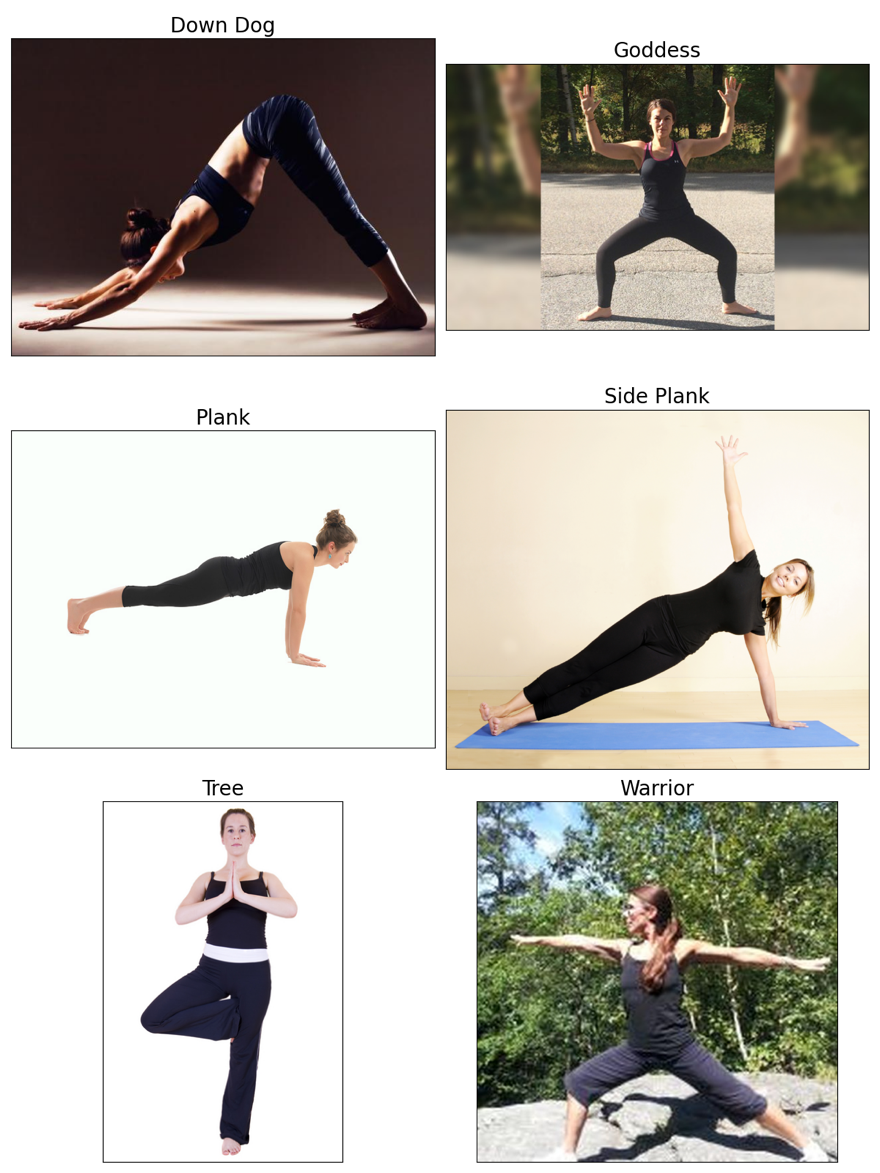 Down Dog
Goddess
Plank
Side Plank
Tree
Warrior